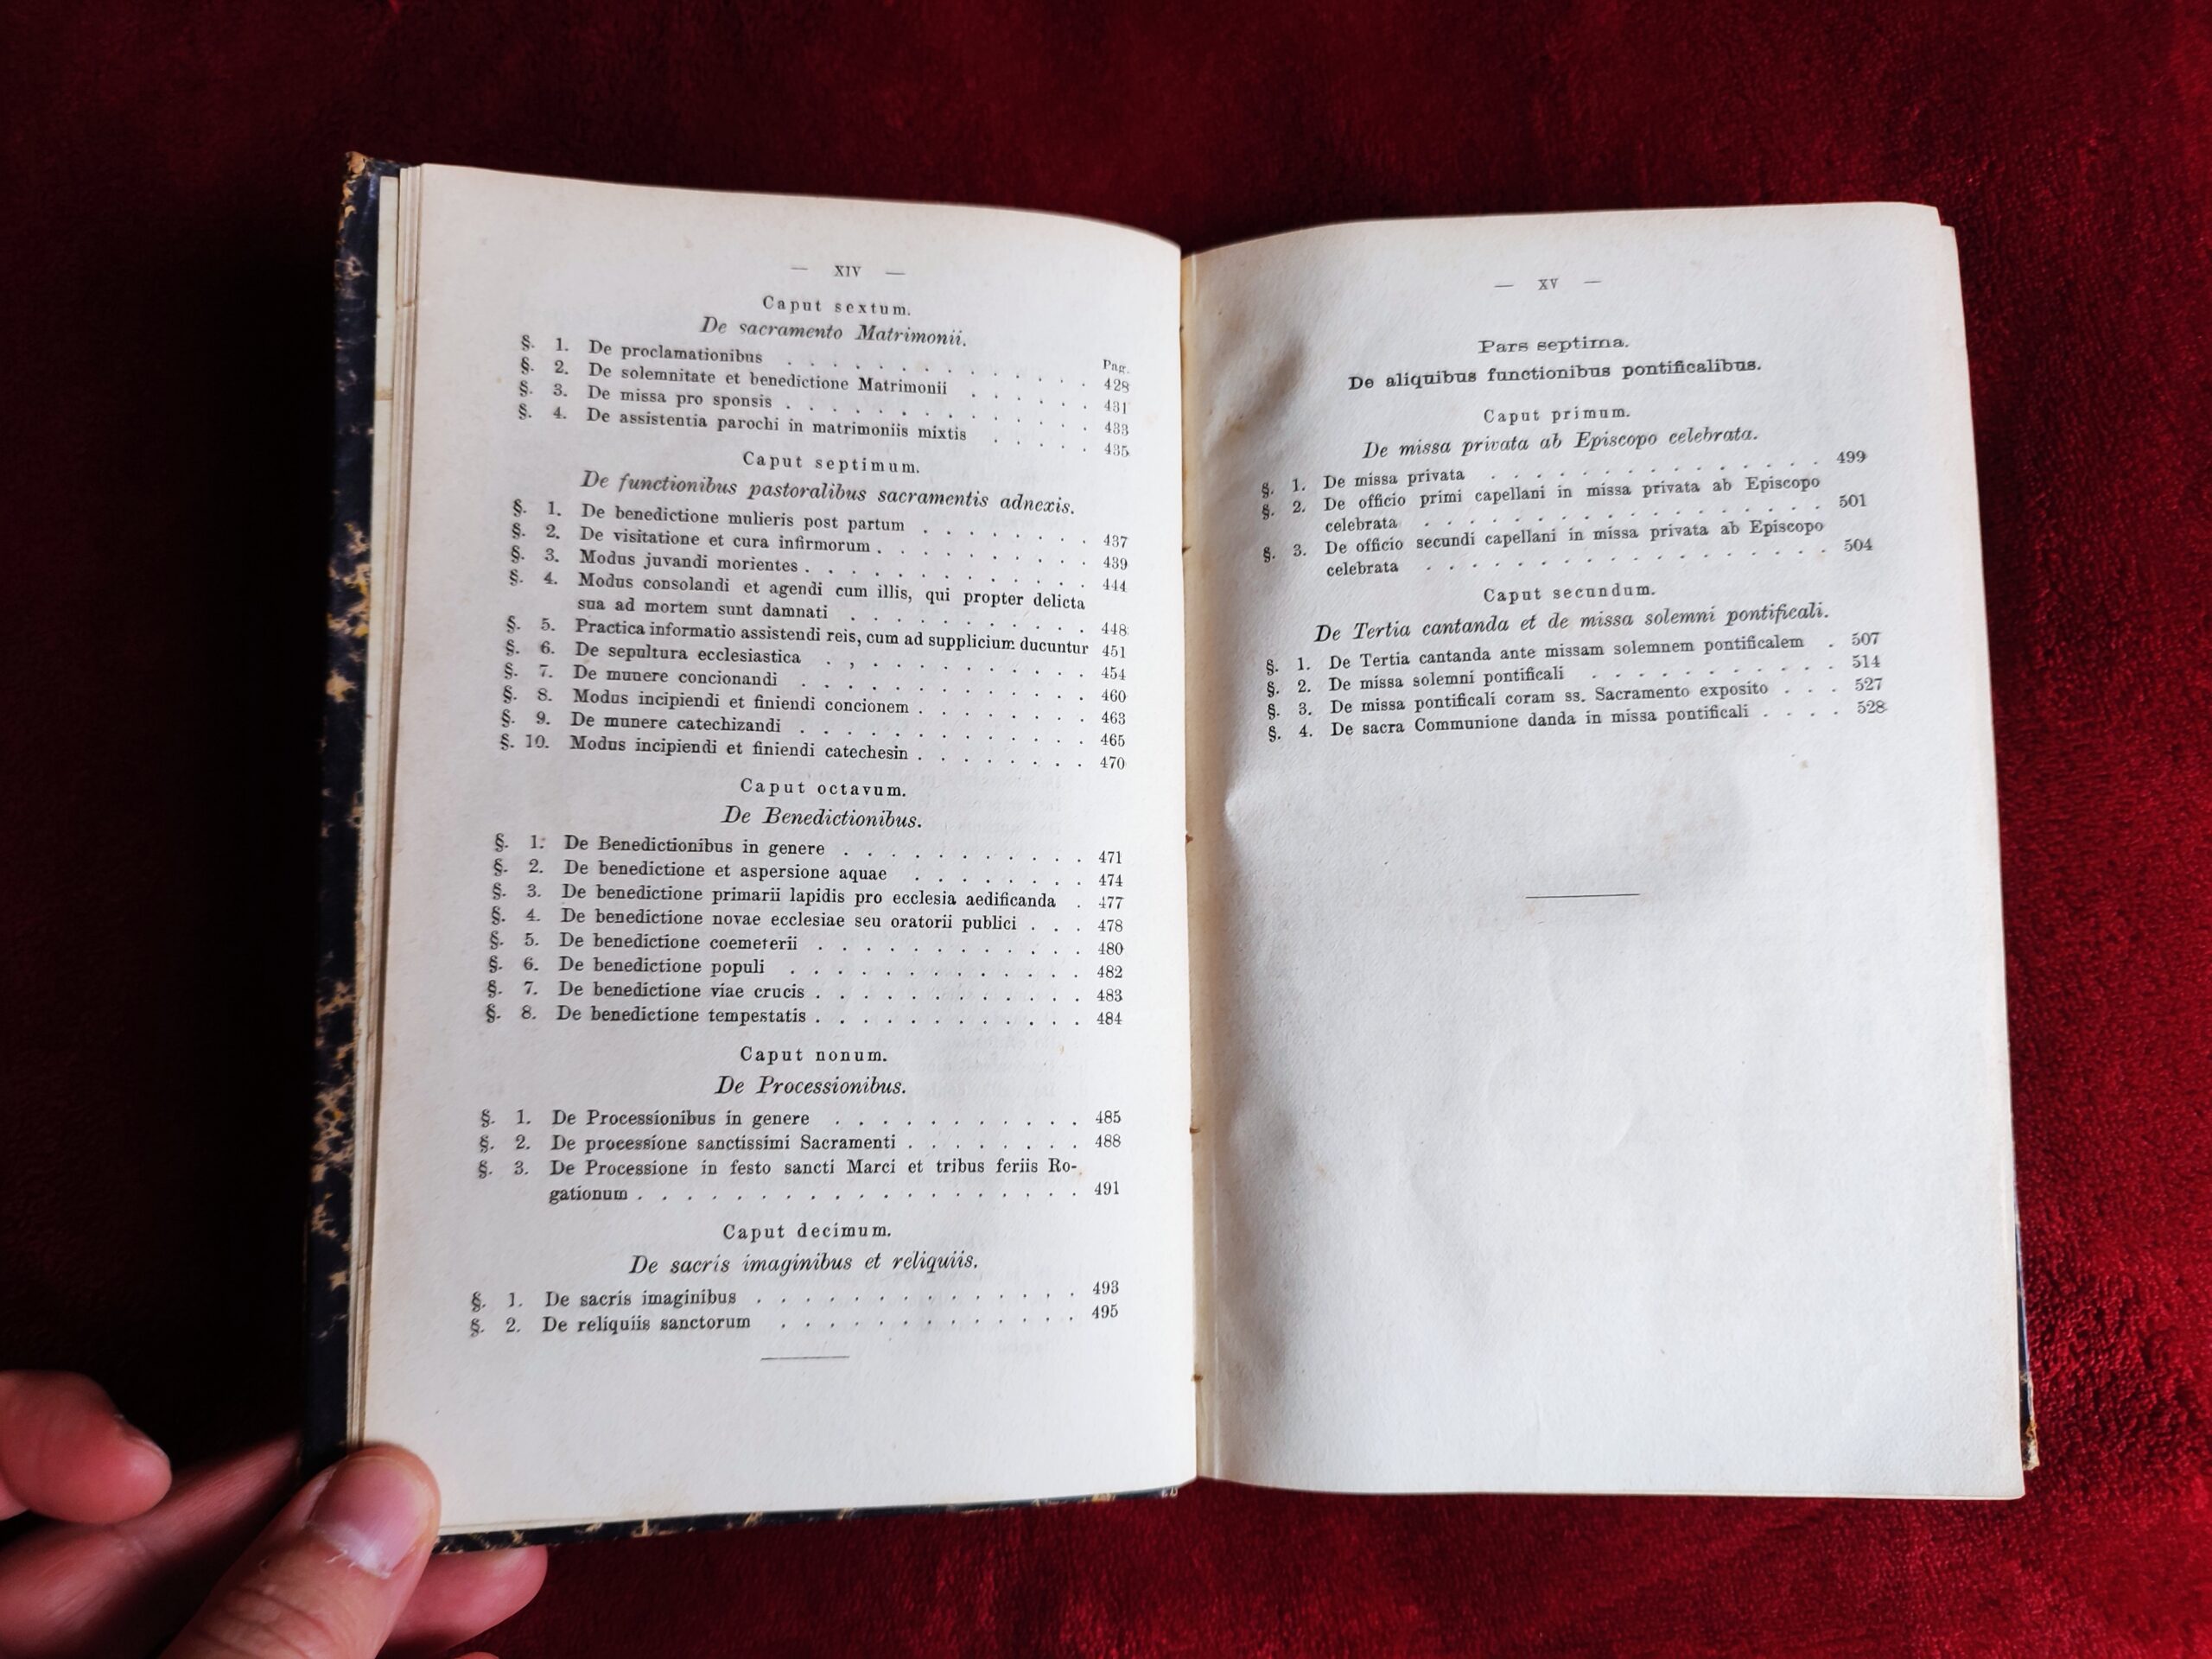 — XIV —
Caput sextum.
De sacramento Matrimonii.
Pag.
§. 1. De proclamationibus . . . . . . . . . . . . . 428
§. 2. De solemnitate et benedictione Matrimonii . . . . . . 431
§. 3. De missa pro sponsis . . . . . . . . . . . . . 433
§. 4. De assistentia parochi in matrimoniis mixtis . . . . . 435
Caput septimum.
De functionibus pastoralibus sacramentis adnexis.
§. 1. De benedictione mulieris post partum . . . . . . . . 437
§. 2. De visitatione et cura infirmorum . . . . . . . . . 439
§. 3. Modus juvandi morientes . . . . . . . . . . . . 444
§. 4. Modus consolandi et agendi cum illis, qui propter delicta
sua ad mortem sunt damnati . . . . . . . . . . 448
§. 5. Practica informatio assistendi reis, cum ad supplicium ducuntur 451
§. 6. De sepultura ecclesiastica . , . . . . . . . . . . 454
§. 7. De munere concionandi . . . . . . . . . . . . 460
§. 8. Modus incipiendi et finiendi concionem . . . . . . . 463
§. 9. De munere catechizandi . . . . . . . . . . . . 465
§. 10. Modus incipiendi et finiendi catechesin . . . . . . . 470
Caput octavum.
De Benedictionibus.
§. 1. De Benedictionibus in genere . . . . . . . . . . . 471
§. 2. De benedictione et aspersione aquae . . . . . . . . 474
§. 3. De benedictione primarii lapidis pro ecclesia aedificanda . 477
§. 4. De benedictione novae ecclesiae seu oratorii publici . . . 478
§. 5. De benedictione coemeterii . . . . . . . . . . . 480
§. 6. De benedictione populi . . . . . . . . . . . . . 482
§. 7. De benedictione viae crucis . . . . . . . . . . . . 483
§. 8. De benedictione tempestatis . . . . . . . . . . . . 484
Caput nonum.
De Processionibus.
§. 1. De Processionibus in genere . . . . . . . . . . . 485
§. 2. De processione sanctissimi Sacramenti . . . . . . . . 488
§. 3. De Processione in festo sancti Marci et tribus feriis Ro-
gationum . . . . . . . . . . . . . . . . . . 491
Caput decimum.
De sacris imaginibus et reliquiis.
§. 1. De sacris imaginibus . . . . . . . . . . . . . . 493
§. 2. De reliquiis sanctorum . . . . . . . . . . . . . 495
— XV —
Pars septima.
De aliquibus functionibus pontificalibus.
Caput primum.
De missa privata ab Episcopo celebrata.
§. 1. De missa privata . . . . . . . . . . . . . . . 499
§. 2. De officio primi capellani in missa privata ab Episcopo
celebrata . . . . . . . . . . . . . . . . . . 501
§. 3. De officio secundi capellani in missa privata ab Episcopo
celebrata . . . . . . . . . . . . . . . . . . 504
Caput secundum.
De Tertia cantanda et de missa solemni pontificali.
§. 1. De Tertia cantanda ante missam solemnem pontificalem . 507
§. 2. De missa solemni pontificali . . . . . . . . . . . 514
§. 3. De missa pontificali coram ss. Sacramento exposito . . . 527
§. 4. De sacra Communione danda in missa pontificali . . . . 528